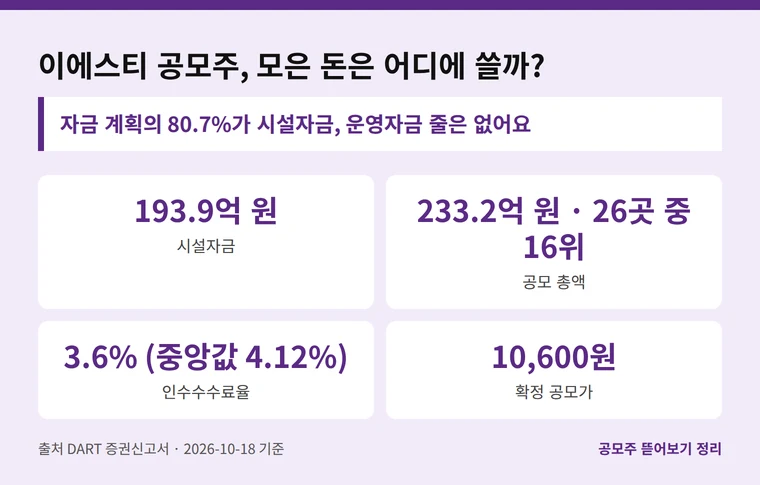 이에스티 공모주, 모은 돈은 어디에 쓸까?
자금 계획의 80.7%가 시설자금, 운영자금 줄은 없어요
193.9억 원
시설자금
233.2억 원 · 26곳 중
16위
공모 총액
3.6% (중앙값 4.12%)
인수수수료율
10,600원
확정 공모가
출처 DART 증권신고서 · 2026-10-18 기준
공모주 뜯어보기 정리